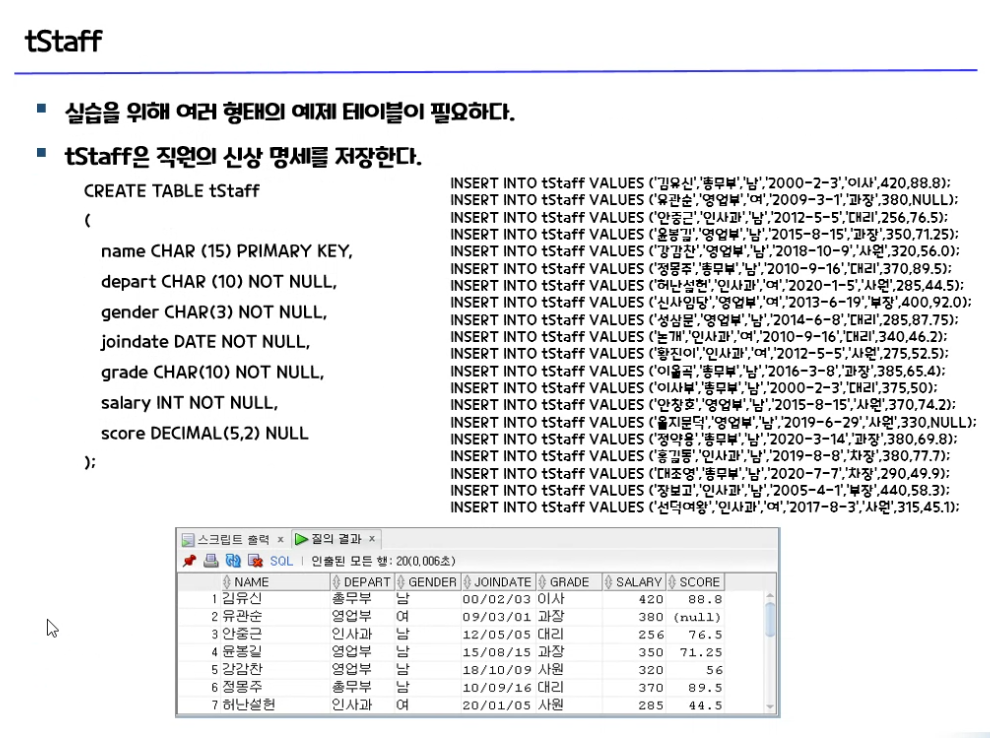 tStaff
실습을 위해 여러 형태의 예제 테이블이 필요하다.
tStaff은 직원의 신상 명세를 저장한다.
CREATE TABLE tStaff
(
name CHAR (15) PRIMARY KEY,
depart CHAR (10) NOT NULL,
gender CHAR(3) NOT NULL,
joindate DATE NOT NULL,
grade CHAR(10) NOT NULL,
salary INT NOT NULL,
score DECIMAL(5,2) NULL
);
INSERT INTO tStaff VALUES ('김유신','총무부','남','2000-2-3','이사',420,88.8);
INSERT INTO tStaff VALUES ('유관순','영업부','여','2009-3-1','과장',380,NULL);
INSERT INTO tStaff VALUES ('안중근','인사과','남','2012-5-5','대리',256,76.5);
INSERT INTO tStaff VALUES ('윤봉길','영업부','남','2015-8-15','과장',350,71.25);
INSERT INTO tStaff VALUES ('강감찬','영업부','남','2018-10-9','사원',320,56.0);
INSERT INTO tStaff VALUES ('정몽주','총무부','남','2010-9-16','대리',370,89.5);
INSERT INTO tStaff VALUES ('허난설헌','인사과','여','2020-1-5','사원',285,44.5);
INSERT INTO tStaff VALUES ('신사임당','영업부','여','2013-6-19','부장',400,92.0);
INSERT INTO tStaff VALUES ('성삼문','영업부','남','2014-6-8','대리',285,87.75);
INSERT INTO tStaff VALUES ('논개','인사과','여','2010-9-16','대리',340,46.2);
INSERT INTO tStaff VALUES ('황진이','인사과','여','2012-5-5','사원',275,52.5);
INSERT INTO tStaff VALUES ('이율곡','총무부','남','2016-3-8','과장',385,65.4);
INSERT INTO tStaff VALUES ('이사부','총무부','남','2000-2-3','대리',375,50);
INSERT INTO tStaff VALUES ('안창호','영업부','남','2015-8-15','사원',370,74.2);
INSERT INTO tStaff VALUES ('을지문덕','영업부','남','2019-6-29','사원',330,NULL);
INSERT INTO tStaff VALUES ('정약용','총무부','남','2020-3-14','과장',380,69.8);
INSERT INTO tStaff VALUES ('홍길동','인사과','남','2019-8-8','차장',380,77.7);
INSERT INTO tStaff VALUES ('대조영','총무부','남','2020-7-7','차장',290,49.9);
INSERT INTO tStaff VALUES ('장보고','인사과','남','2005-4-1','부장',440,58.3);
INSERT INTO tStaff VALUES ('선덕여왕','인사과','여','2017-8-3','사원',315,45.1);
스크립트 출력 × 질의 결과 ×
SQL | 인출된 모든 행: 20(0,006초)
NAME DEPART GENDER JOINDATE GRADE SALARY SCORE
1 김유신 총무부 남 00/02/03 이사 420 88.8
2 유관순 영업부 여 09/03/01 과장 380 (null)
3 안중근 인사과 남 12/05/05 대리 256 76.5
4 윤봉길 영업부 남 15/08/15 과장 350 71.25
5 강감찬 영업부 남 18/10/09 사원 320 56
6 정몽주 총무부 남 10/09/16 대리 370 89.5
7 허난설헌 인사과 여 20/01/05 사원 285 44.5